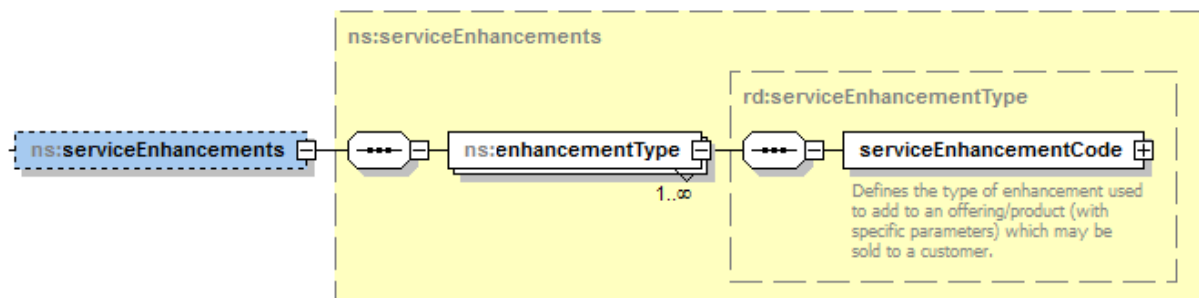 ns:serviceEnhancements
rd:serviceEnhancementType
ns:serviceEnhancements
ns:enhancementType
serviceEnhancementCode
1..∞
Defines the type of enhancement used
to add to an offering/product (with
specific parameters) which may be
sold to a customer.